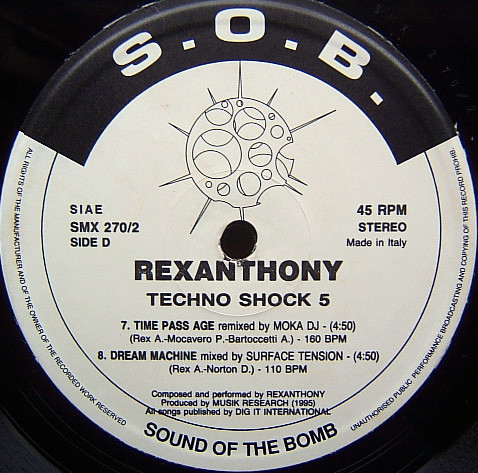 S.O.B.
SIAE
SMX 270/2
SIDE D
45 RPM
STEREO
Made in Italy
REXANTHONY
TECHNO SHOCK 5
7. TIME PASS AGE remixed by MOKA DJ - (4:50)
(Rex A.-Mocavero P.-Bartoccetti A.) - 160 BPM
8. DREAM MACHINE mixed by SURFACE TENSION - (4:50)
(Rex A.-Norton D.) - 110 BPM
Composed and performed by REXANTHONY
Produced by MUSIK RESEARCH (1995)
All songs published by DIG IT INTERNATIONAL
SOUND OF THE BOMB
ALL RIGHTS OF THE MANUFACTURER AND OF THE OWNER OF THE RECORDED WORK RESERVED
UNAUTHORISED PUBLIC PERFORMANCE BROADCASTING AND COPYING OF THIS RECORD PROHIB.